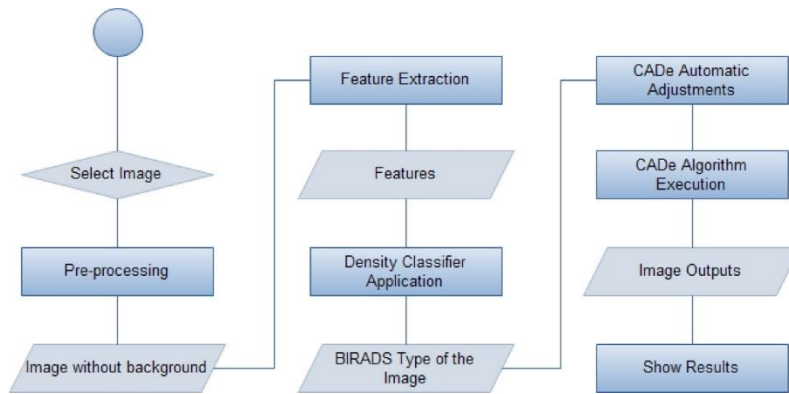 Select Image
Pre-processing
Image without background
Feature Extraction
Features
Density Classifier
Application
BIRADS Type of the
Image
CADe Automatic
Adjustments
CADe Algorithm
Execution
Image Outputs
Show Results